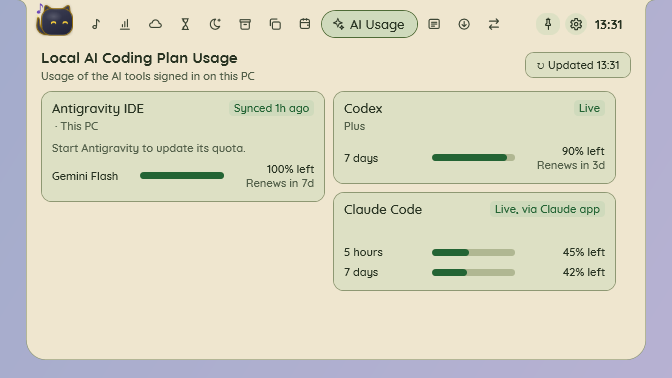 AI Usage
13:31
Local AI Coding Plan Usage
Usage of the AI tools signed in on this PC
Updated 13:31
Antigravity IDE
Synced 1h ago
· This PC
Start Antigravity to update its quota.
Gemini Flash
100% left
Renews in 7d
Codex
Live
Plus
7 days
90% left
Renews in 3d
Claude Code
Live, via Claude app
5 hours
45% left
7 days
42% left